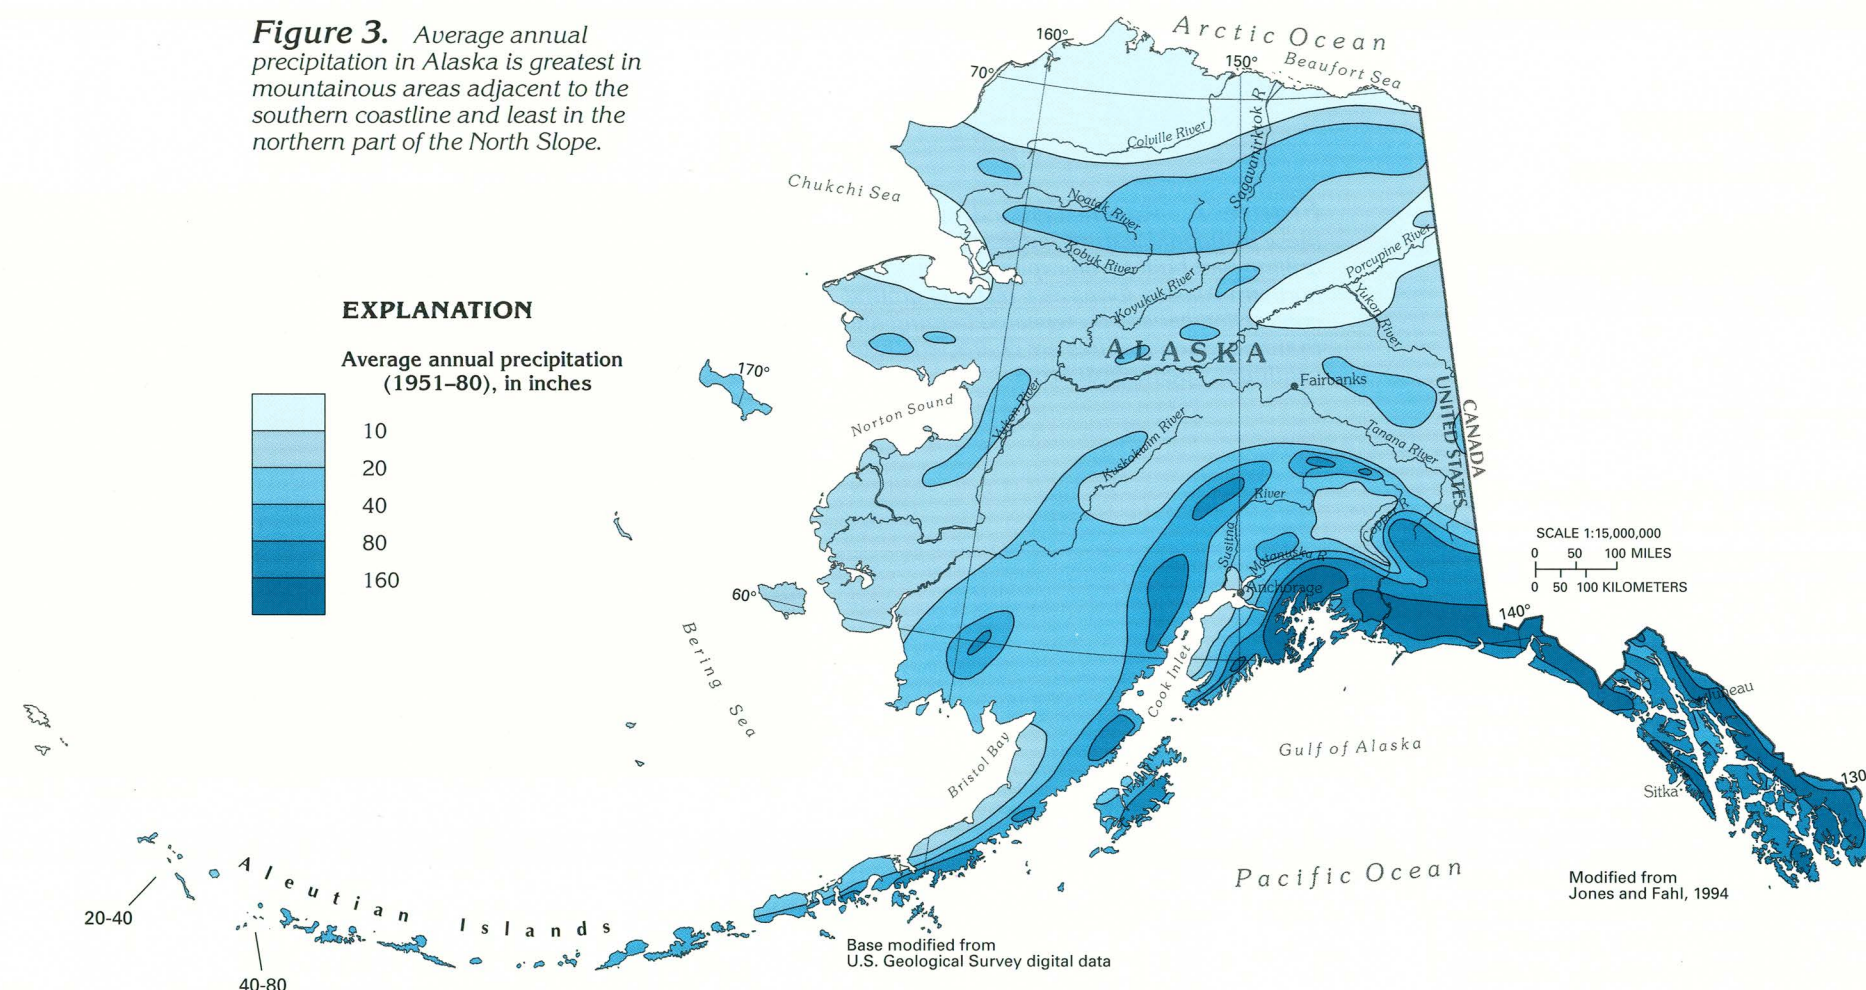 Figure 3. Average annual
precipitation in Alaska is greatest in
mountainous areas adjacent to the
southern coastline and least in the
northern part of the North Slope.
Arctic Ocean
Beaufort Sea
160°
150°
70°
Colville River
Sagavanirktok R
Chukchi Sea
Noatak River
Kobuk River
Koyukuk River
Porcupine River
Yukon River
EXPLANATION
Average annual precipitation
(1951–80), in inches
10
20
40
80
160
ALASKA
170°
Fairbanks
Norton Sound
Yukon River
Kuskokwim River
Tanana River
UNITED STATES
CANADA
River
Susitna
Copper R
Matanuska R
Anchorage
SCALE 1:15,000,000
0 50 100 MILES
0 50 100 KILOMETERS
60°
140°
Bering Sea
Cook Inlet
Juneau
Bristol Bay
Gulf of Alaska
130
Sitka
Aleutian Islands
Pacific Ocean
20-40
40-80
Modified from
Jones and Fahl, 1994
Base modified from
U.S. Geological Survey digital data